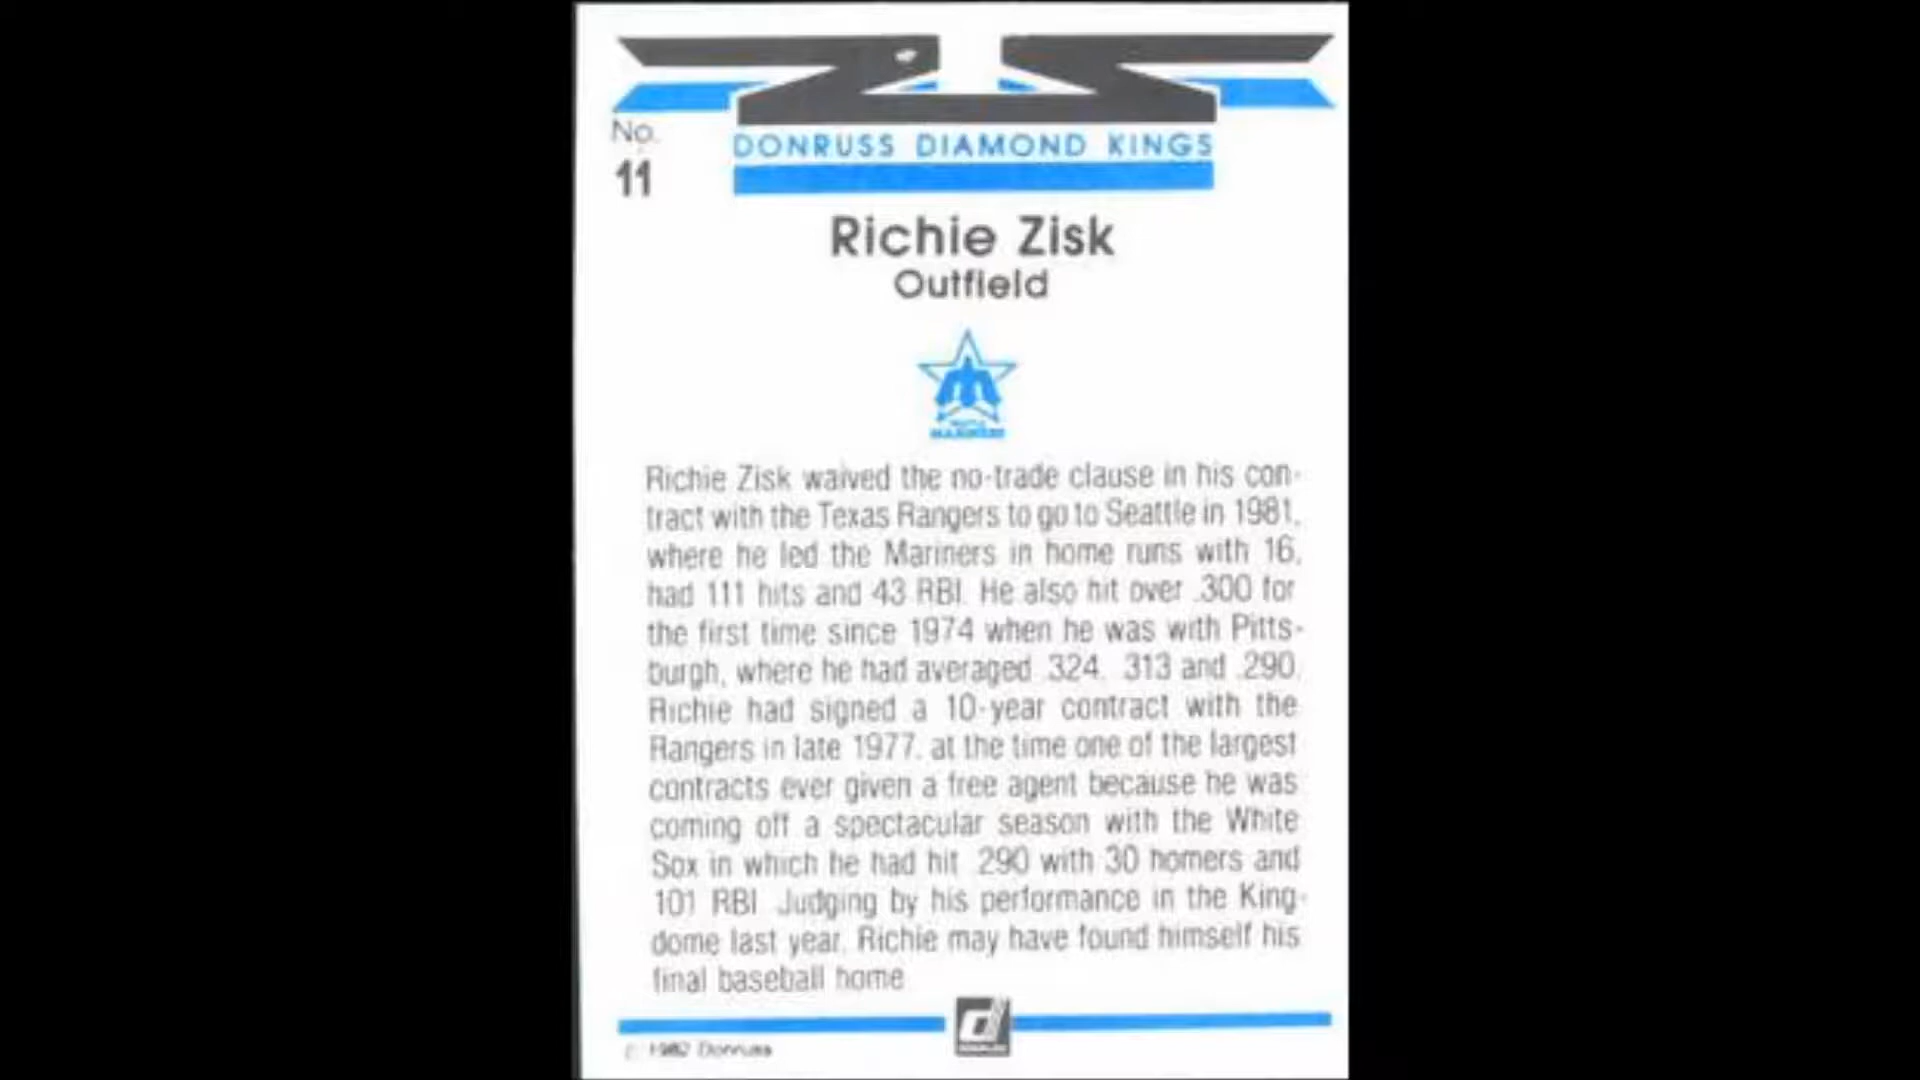 No.
11
DONRUSS DIAMOND KINGS
Richie Zisk
Outfield
MARINERS
Richie Zisk waived the no-trade clause in his con-
tract with the Texas Rangers to go to Seattle in 1981,
where he led the Mariners in home runs with 16,
had 111 hits and 43 RBI. He also hit over .300 for
the first time since 1974 when he was with Pitts-
burgh, where he had averaged .324, .313 and .290.
Richie had signed a 10-year contract with the
Rangers in late 1977, at the time one of the largest
contracts ever given a free agent because he was
coming off a spectacular season with the White
Sox in which he had hit .290 with 30 homers and
101 RBI. Judging by his performance in the King-
dome last year, Richie may have found himself his
final baseball home
d
© 1982 Donruss